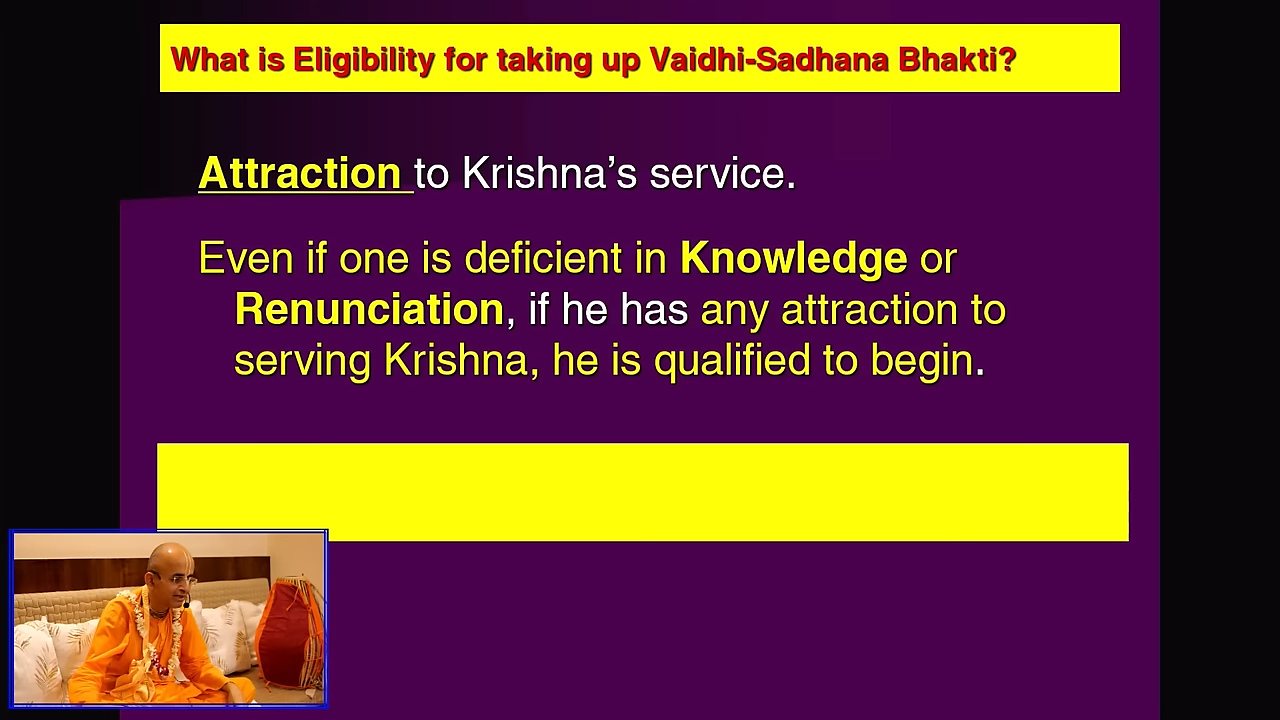 What is Eligibility for taking up Vaidhi-Sadhana Bhakti?
Attraction to Krishna’s service.
Even if one is deficient in Knowledge or
Renunciation, if he has any attraction to
serving Krishna, he is qualified to begin.